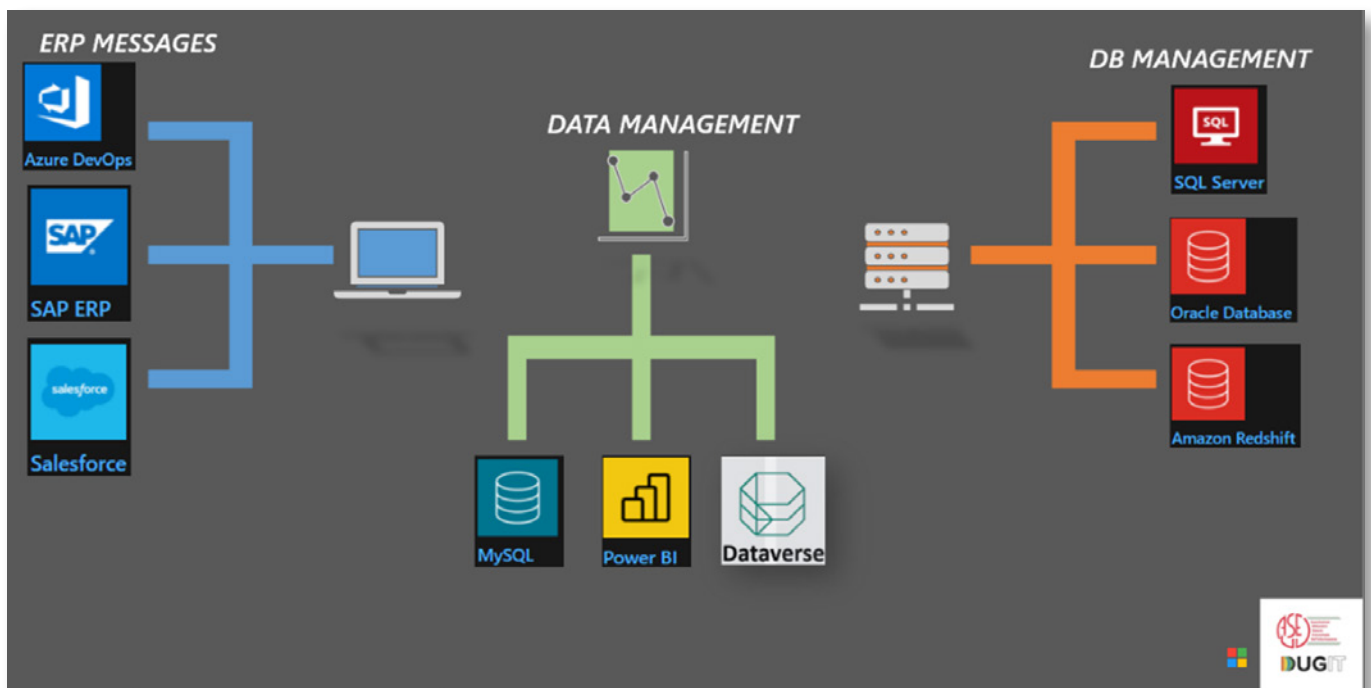 ERP MESSAGES
Azure DevOps
SAP
SAP ERP
salesforce
Salesforce
DATA MANAGEMENT
MySQL
Power BI
Dataverse
DB MANAGEMENT
SQL
SQL Server
Oracle Database
Amazon Redshift
DUGIT